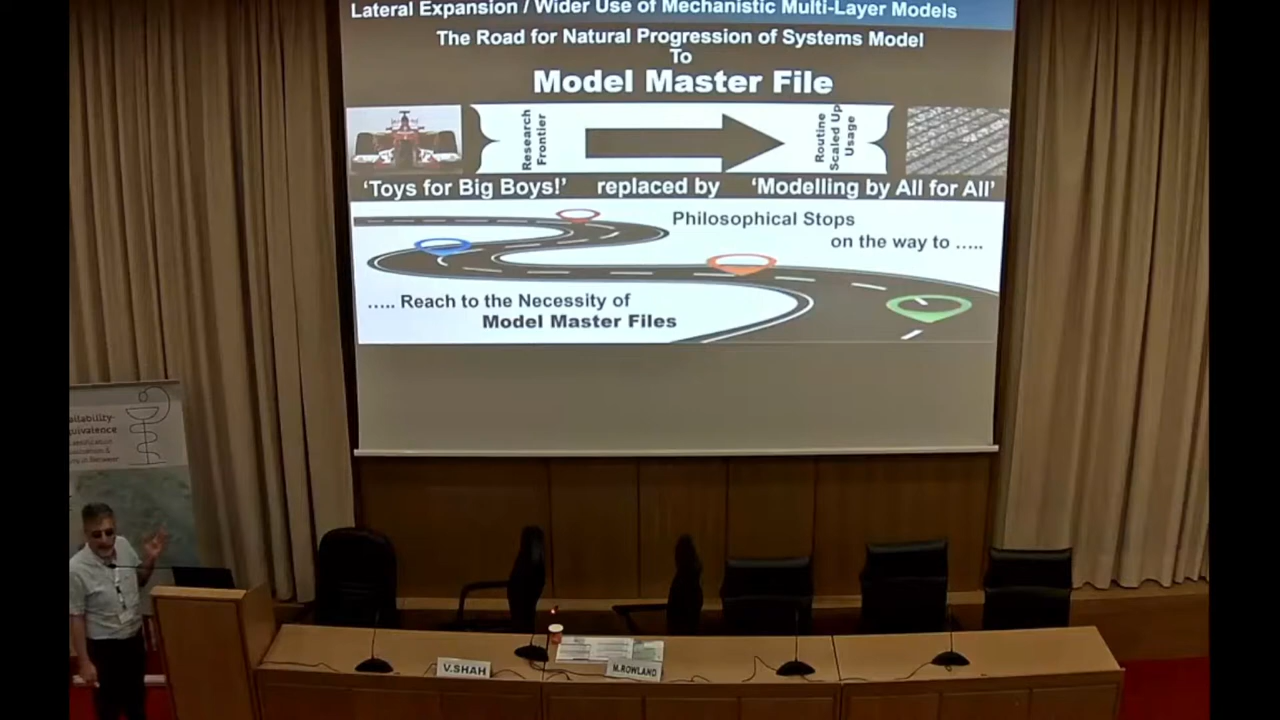 Lateral Expansion / Wider Use of Mechanistic Multi-Layer Models
The Road for Natural Progression of Systems Model
To
Model Master File
Research
Frontier
Routine
Scaled Up
Usage
'Toys for Big Boys!' replaced by 'Modelling by All for All'
Philosophical Stops
on the way to .....
..... Reach to the Necessity of
Model Master Files
V.SHAH
M.ROWLAND